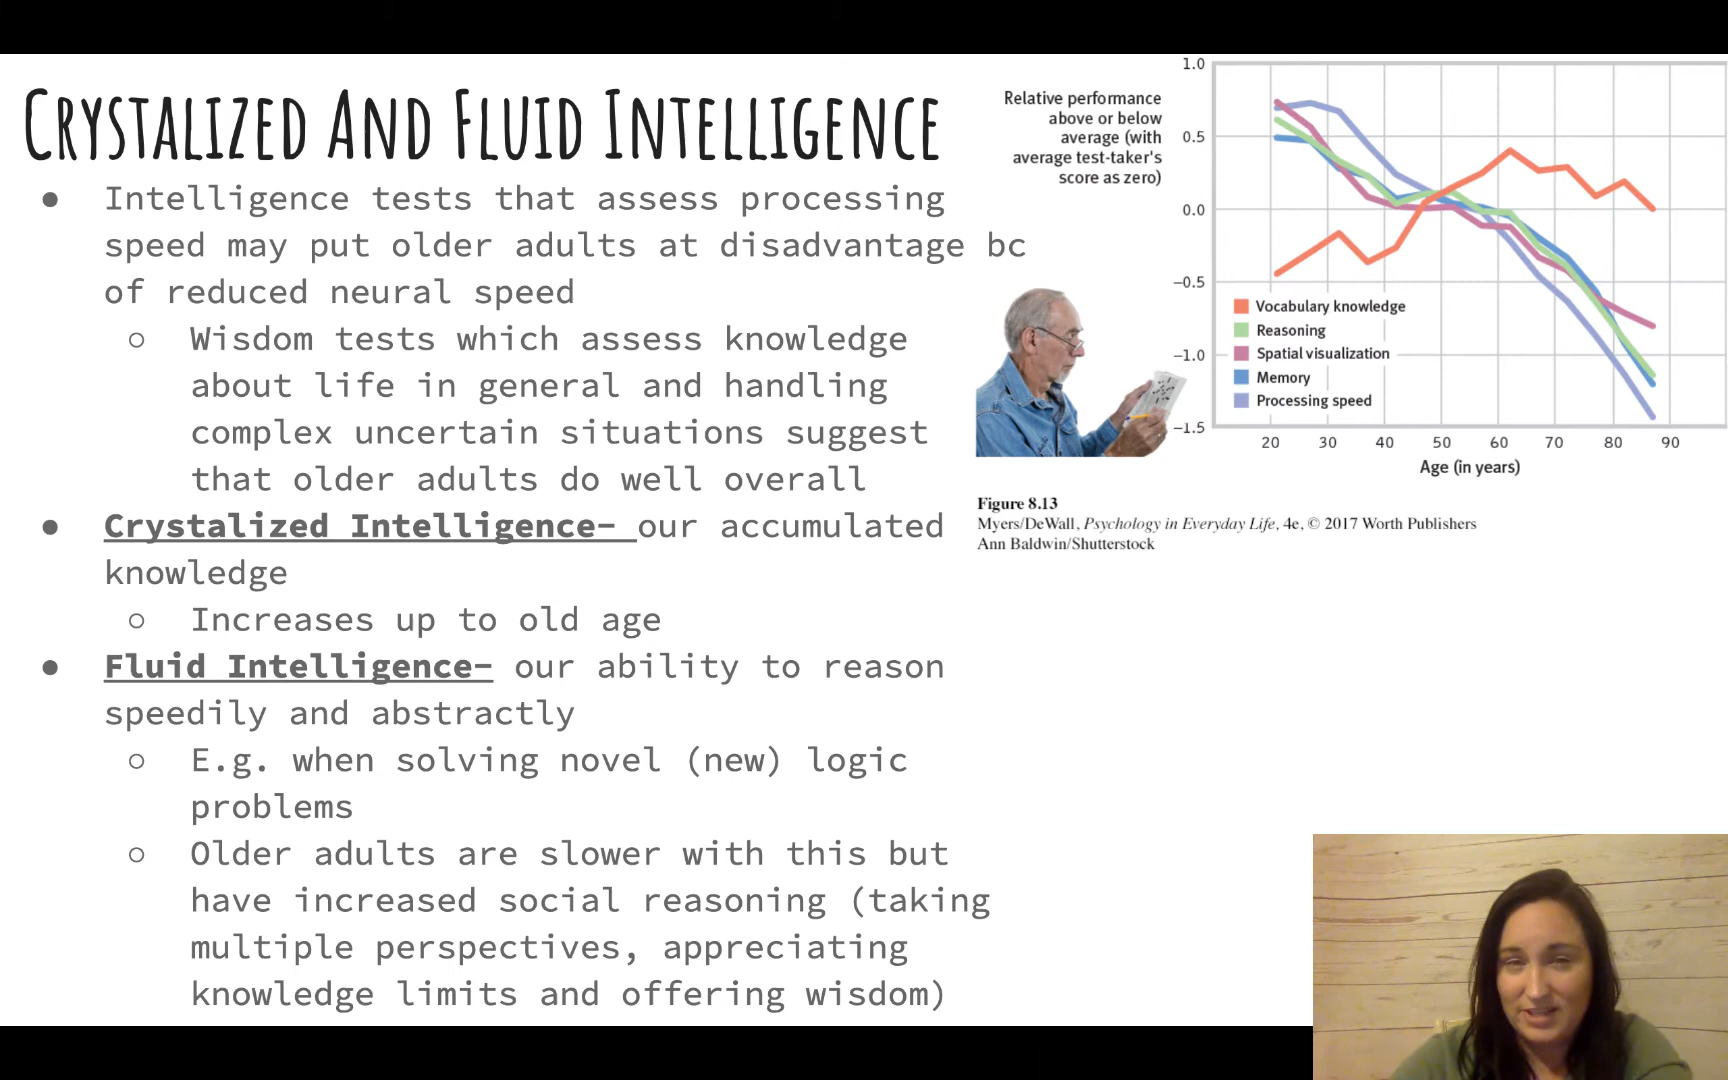 Crystalized And Fluid Intelligence
● Intelligence tests that assess processing
speed may put older adults at disadvantage bc
of reduced neural speed
○ Wisdom tests which assess knowledge
about life in general and handling
complex uncertain situations suggest
that older adults do well overall
● Crystalized Intelligence- our accumulated
knowledge
○ Increases up to old age
● Fluid Intelligence- our ability to reason
speedily and abstractly
○ E.g. when solving novel (new) logic
problems
○ Older adults are slower with this but
have increased social reasoning (taking
multiple perspectives, appreciating
knowledge limits and offering wisdom)
Relative performance
above or below
average (with
average test-taker's
score as zero)
1.0
0.5
0.0
−0.5
−1.0
−1.5
Vocabulary knowledge
Reasoning
Spatial visualization
Memory
Processing speed
20 30 40 50 60 70 80 90
Age (in years)
Figure 8.13
Myers/DeWall, Psychology in Everyday Life, 4e, © 2017 Worth Publishers
Ann Baldwin/Shutterstock